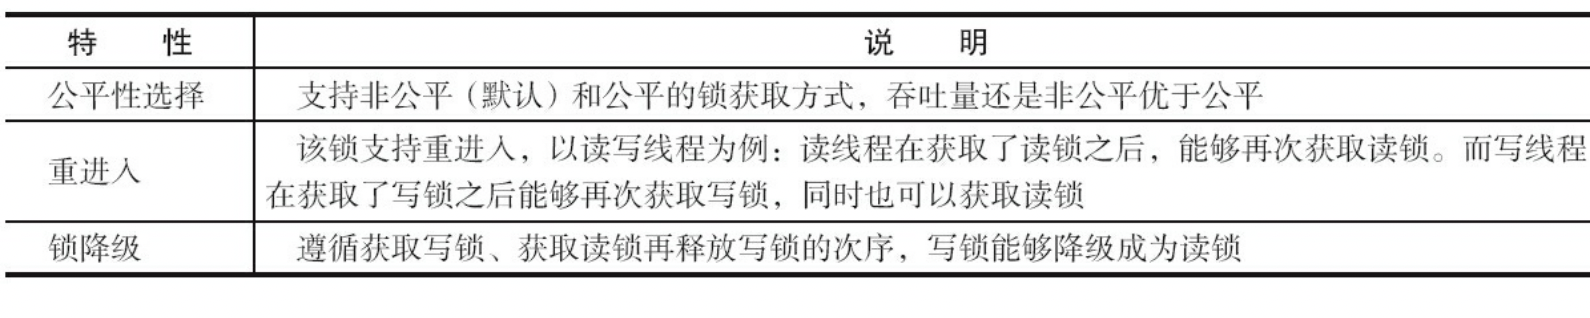 特 性 说 明
公平性选择 支持非公平（默认）和公平的锁获取方式，吞吐量还是非公平优于公平
重进入 该锁支持重进入，以读写线程为例：读线程在获取了读锁之后，能够再次获取读锁。而写线程
在获取了写锁之后能够再次获取写锁，同时也可以获取读锁
锁降级 遵循获取写锁、获取读锁再释放写锁的次序，写锁能够降级成为读锁